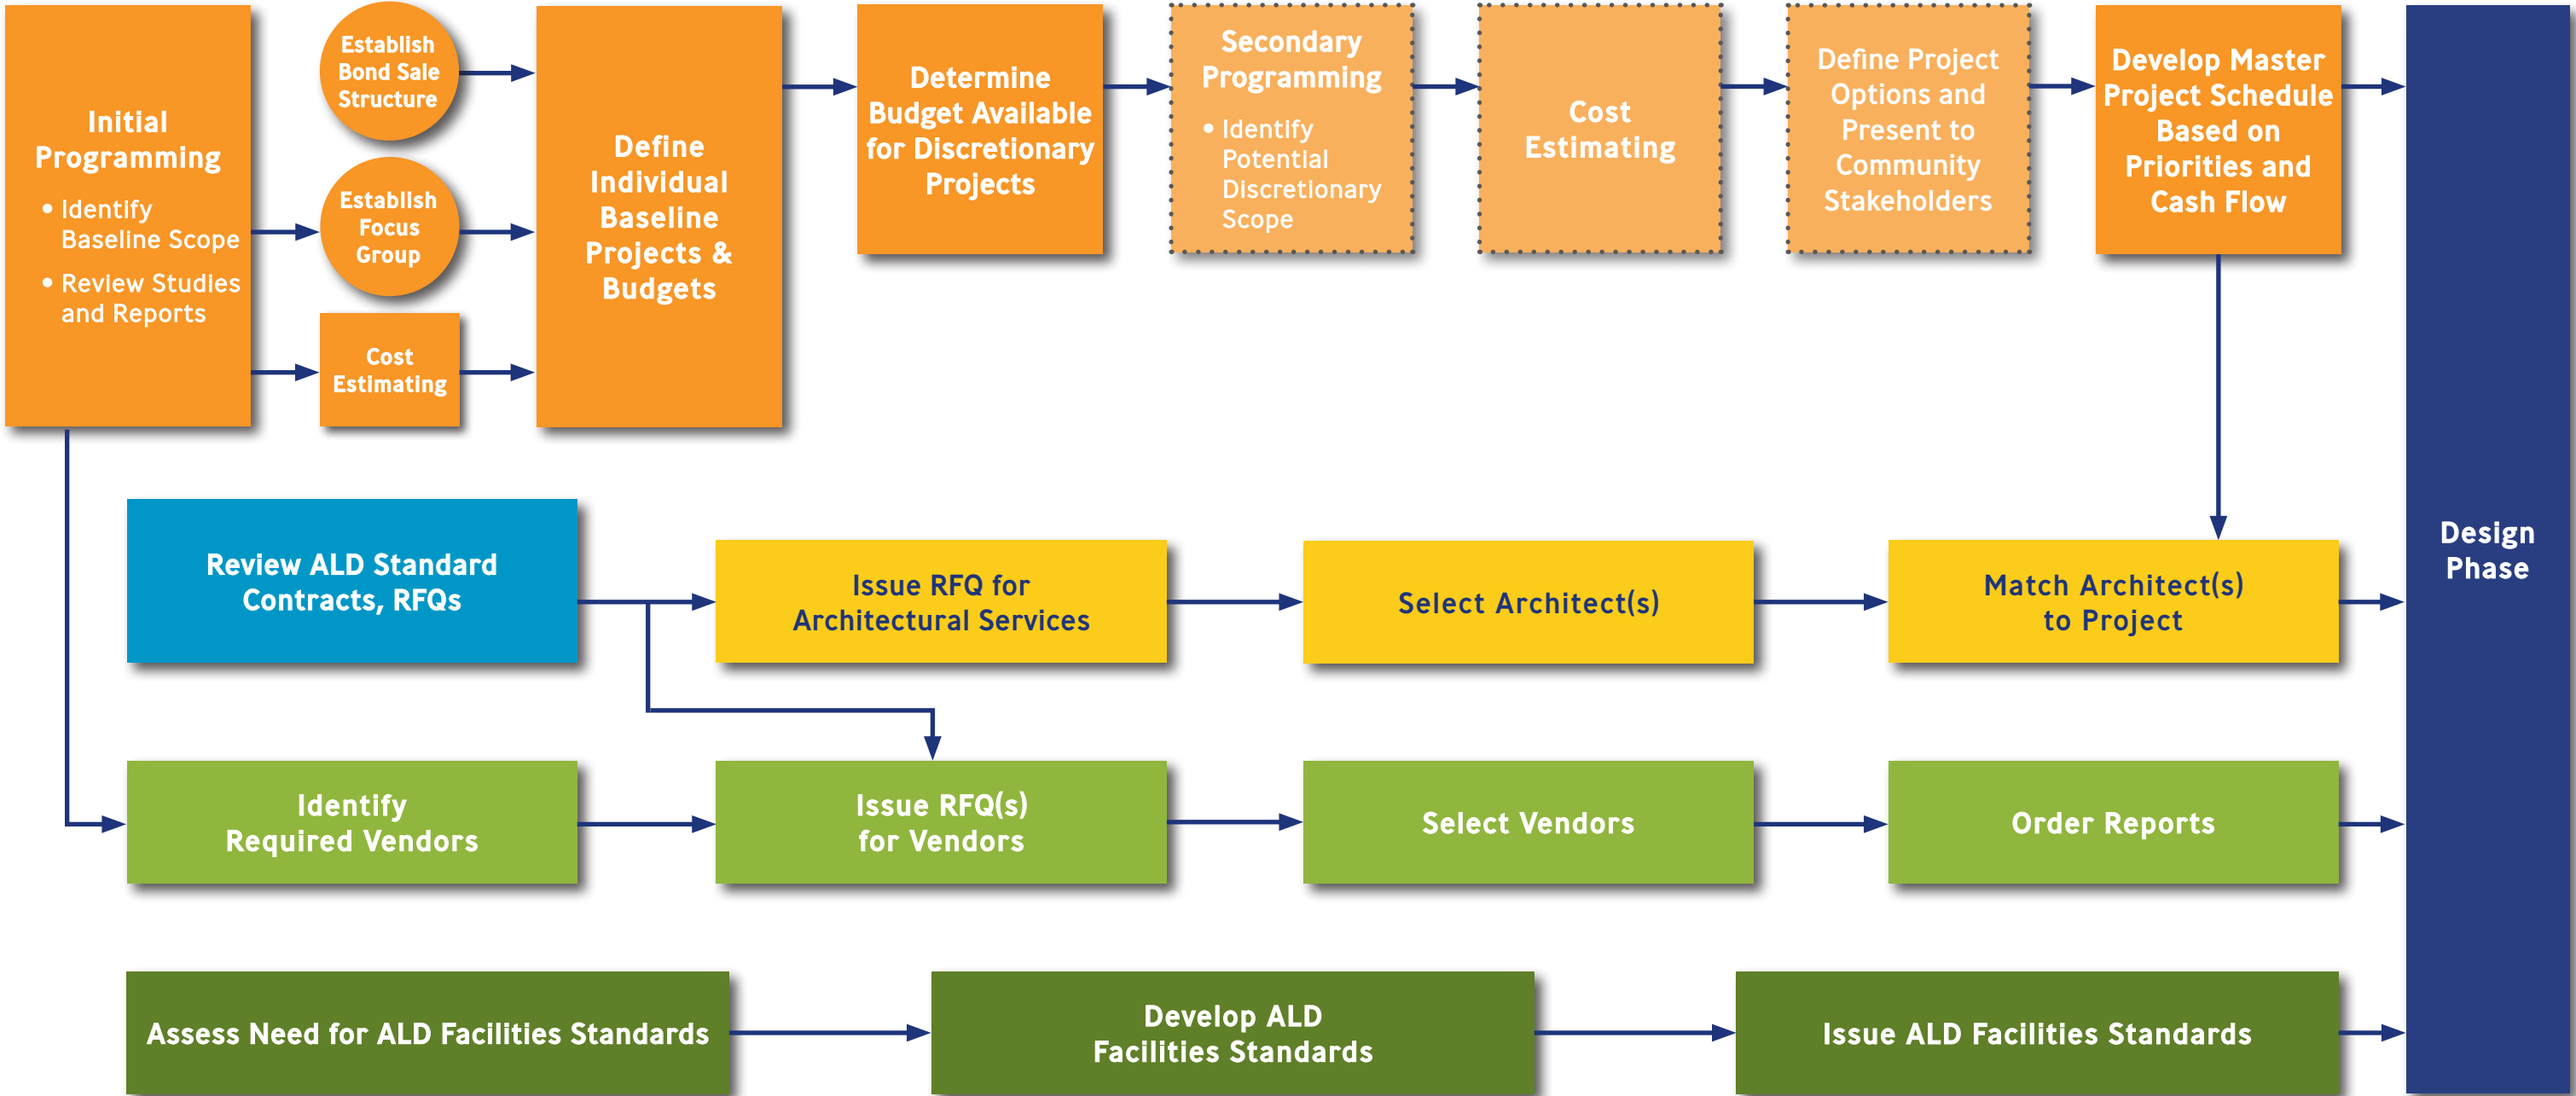 Initial
Programming
• Identify
Baseline Scope
• Review Studies
and Reports
Establish
Bond Sale
Structure
Establish
Focus
Group
Cost
Estimating
Define
Individual
Baseline
Projects &
Budgets
Determine
Budget Available
for Discretionary
Projects
Secondary
Programming
• Identify
Potential
Discretionary
Scope
Cost
Estimating
Define Project
Options and
Present to
Community
Stakeholders
Develop Master
Project Schedule
Based on
Priorities and
Cash Flow
Review ALD Standard
Contracts, RFQs
Issue RFQ for
Architectural Services
Select Architect(s)
Match Architect(s)
to Project
Identify
Required Vendors
Issue RFQ(s)
for Vendors
Select Vendors
Order Reports
Assess Need for ALD Facilities Standards
Develop ALD
Facilities Standards
Issue ALD Facilities Standards
Design
Phase